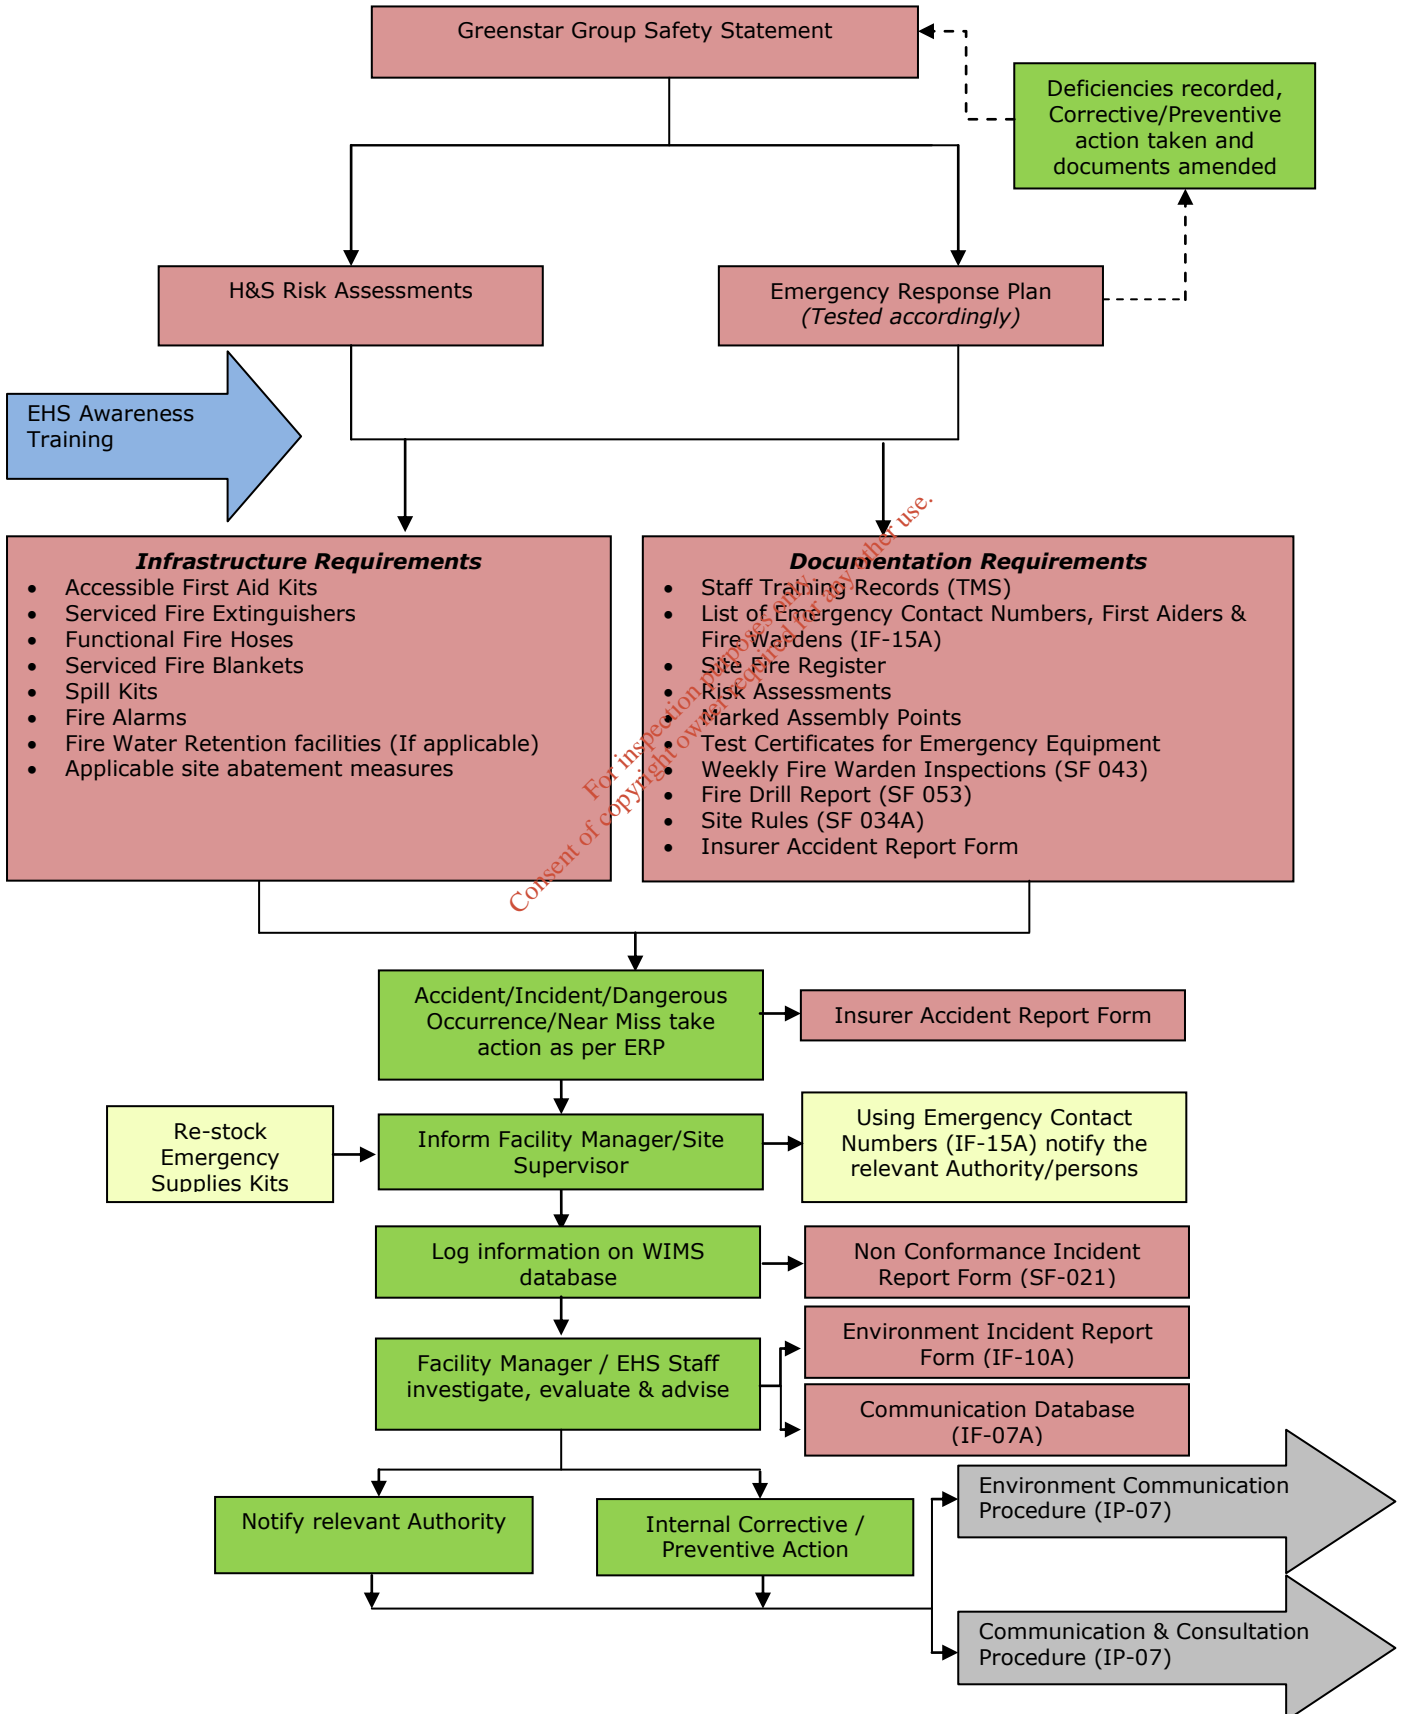 Greenstar Group Safety Statement
Deficiencies recorded,
Corrective/Preventive
action taken and
documents amended
H&S Risk Assessments
Emergency Response Plan
(Tested accordingly)
EHS Awareness
Training
Infrastructure Requirements
• Accessible First Aid Kits
• Serviced Fire Extinguishers
• Functional Fire Hoses
• Serviced Fire Blankets
• Spill Kits
• Fire Alarms
• Fire Water Retention facilities (If applicable)
• Applicable site abatement measures
Documentation Requirements
• Staff Training Records (TMS)
• List of Emergency Contact Numbers, First Aiders &
Fire Wardens (IF-15A)
• Site Fire Register
• Risk Assessments
• Marked Assembly Points
• Test Certificates for Emergency Equipment
• Weekly Fire Warden Inspections (SF 043)
• Fire Drill Report (SF 053)
• Site Rules (SF 034A)
• Insurer Accident Report Form
For inspection purposes only.
Consent of copyright owner required for any other use.
Accident/Incident/Dangerous
Occurrence/Near Miss take
action as per ERP
Insurer Accident Report Form
Re-stock
Emergency
Supplies Kits
Inform Facility Manager/Site
Supervisor
Using Emergency Contact
Numbers (IF-15A) notify the
relevant Authority/persons
Log information on WIMS
database
Non Conformance Incident
Report Form (SF-021)
Facility Manager / EHS Staff
investigate, evaluate & advise
Environment Incident Report
Form (IF-10A)
Communication Database
(IF-07A)
Notify relevant Authority
Internal Corrective /
Preventive Action
Environment Communication
Procedure (IP-07)
Communication & Consultation
Procedure (IP-07)